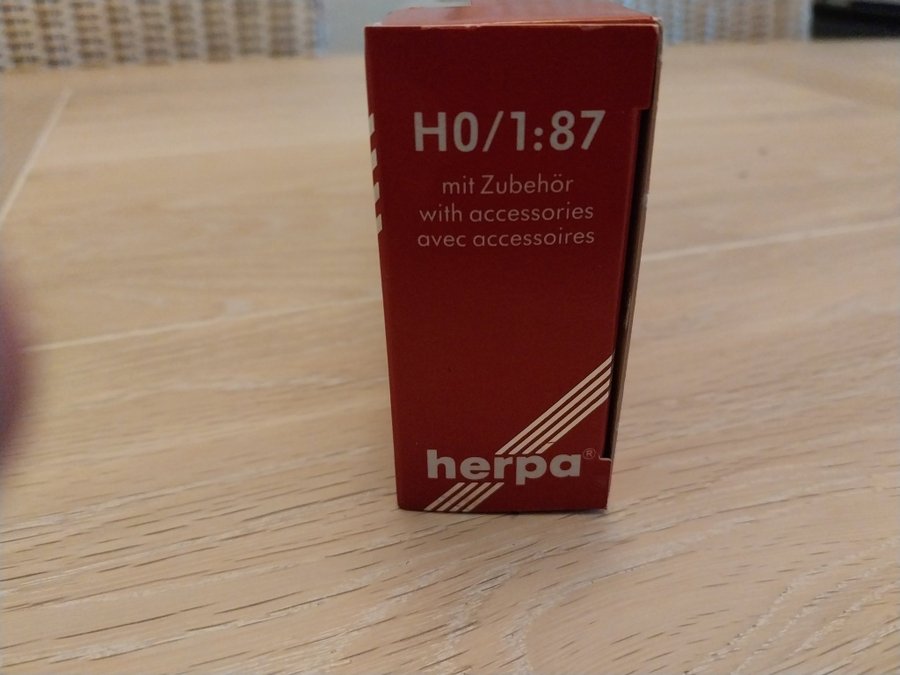 H0/1:87
mit Zubehör
with accessories
avec accessoires
herpa®